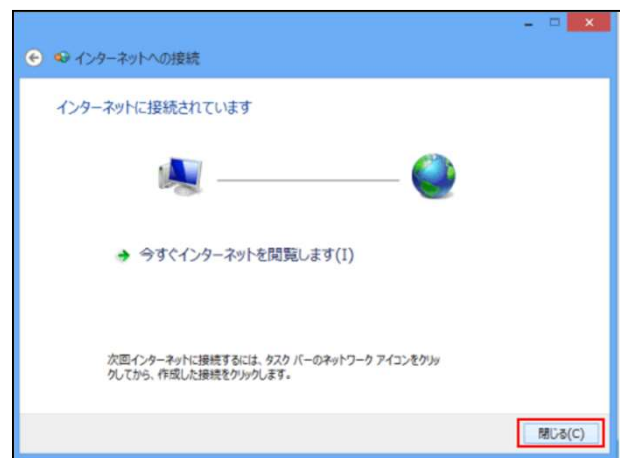 インターネットへの接続
インターネットに接続されています
今すぐインターネットを閲覧します(I)
次回インターネットに接続するには、タスク バーのネットワーク アイコンをクリッ
クしてから、作成した接続をクリックします。
閉じる(C)